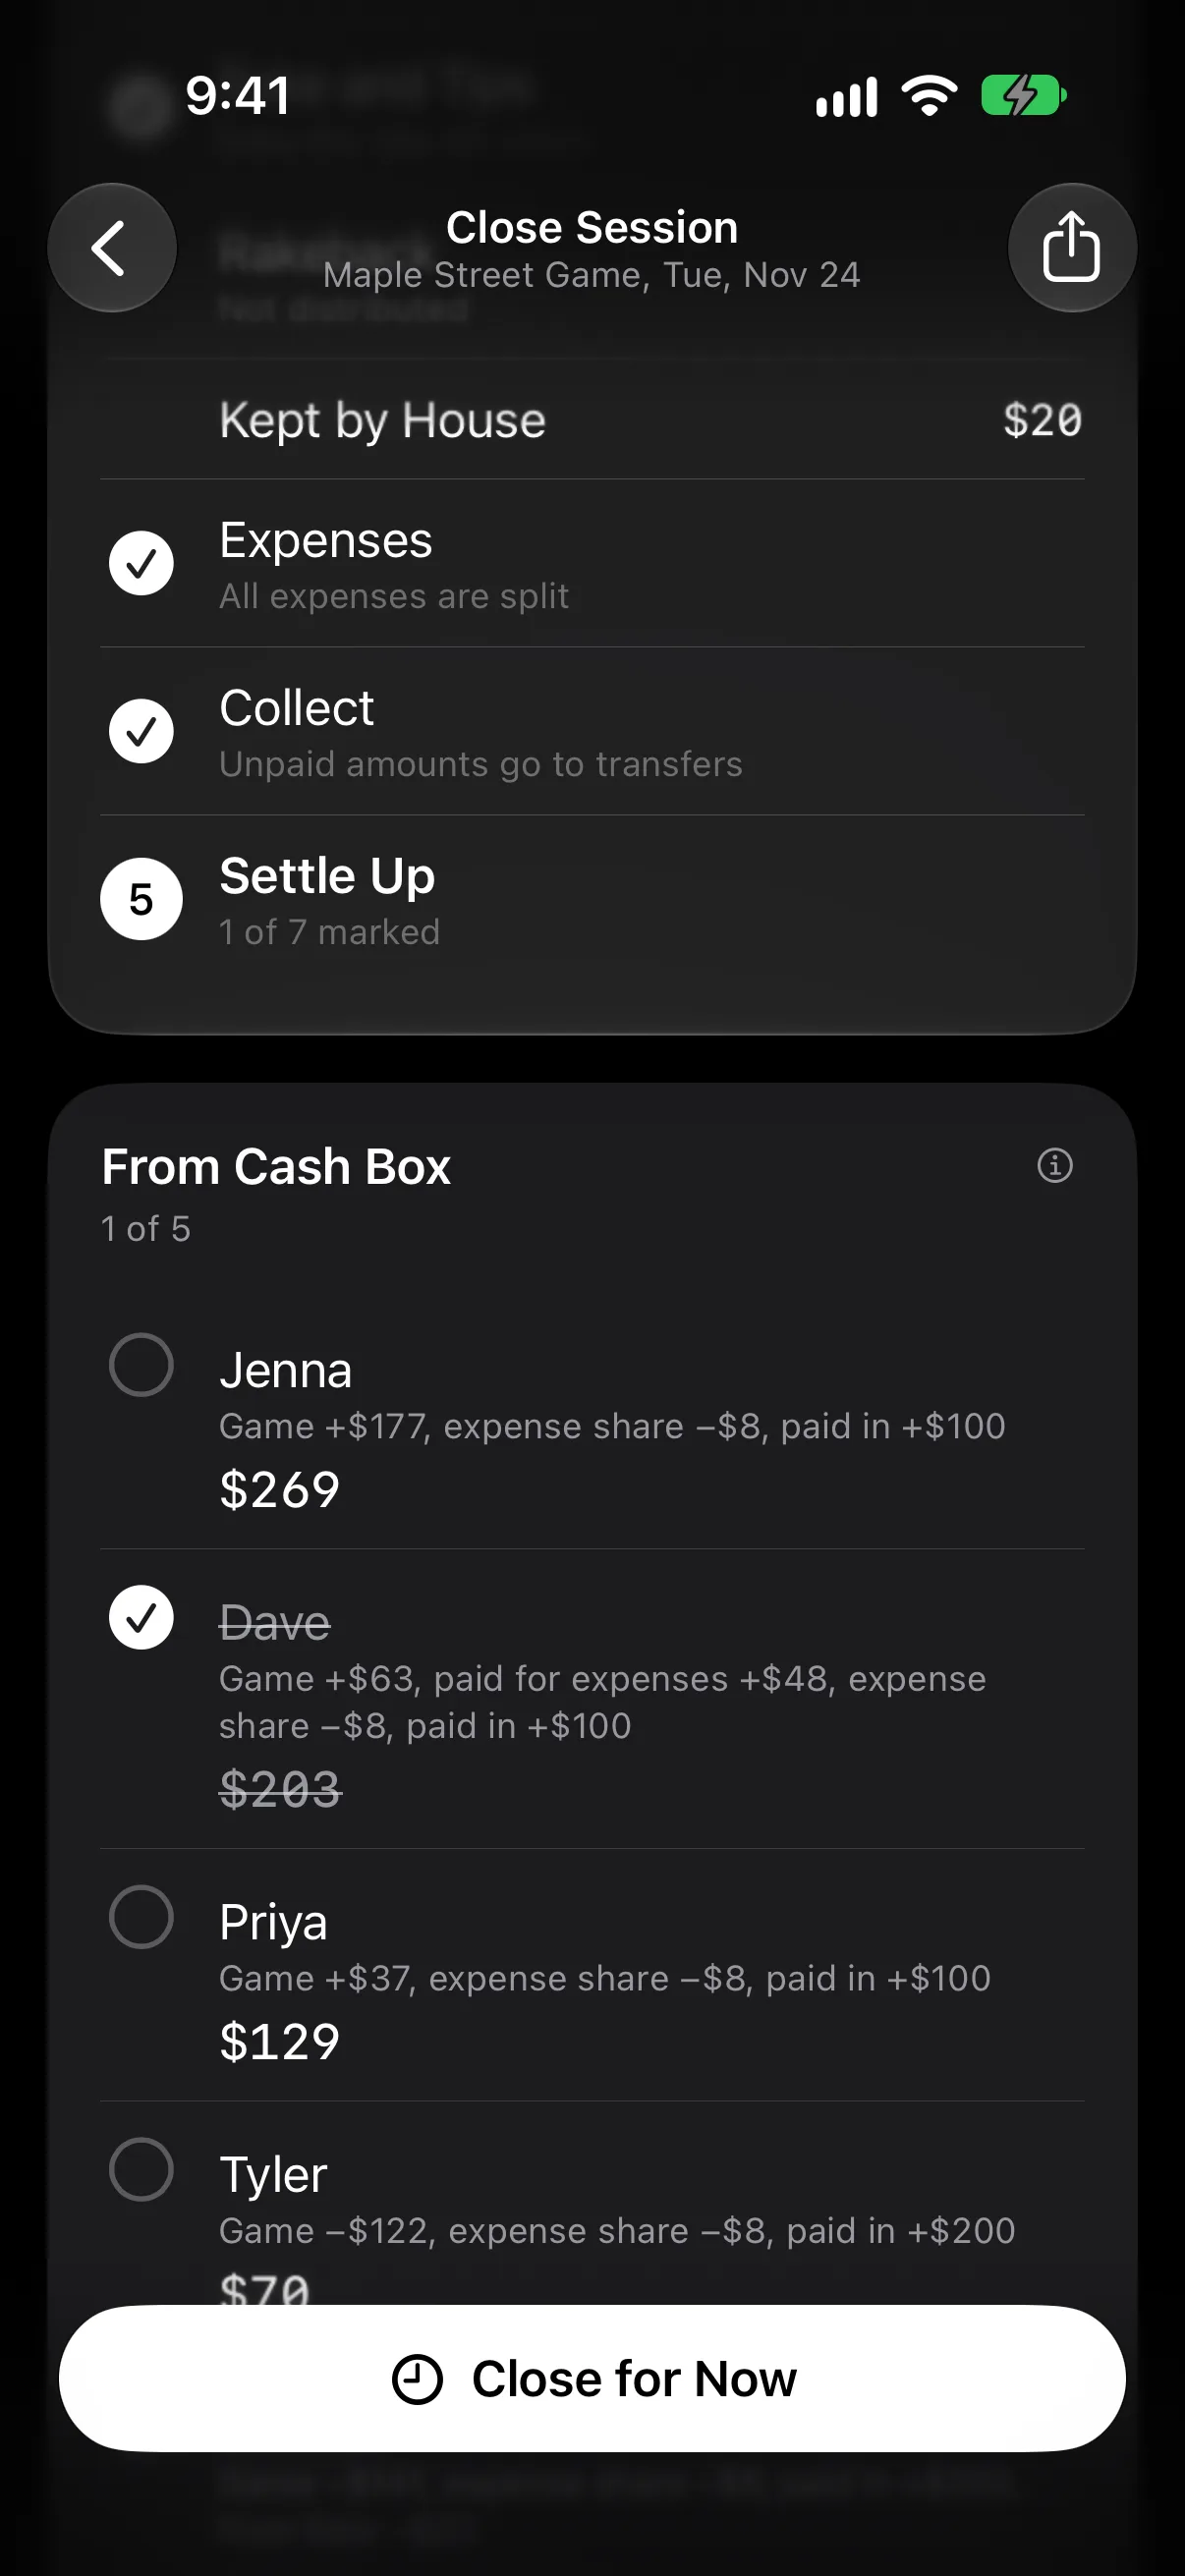 9:41
Close Session
Maple Street Game, Tue, Nov 24
Rakeback
Not distributed
Kept by House $20
Expenses
All expenses are split
Collect
Unpaid amounts go to transfers
5 Settle Up
1 of 7 marked
From Cash Box
1 of 5
Jenna
Game +$177, expense share −$8, paid in +$100
$269
Dave
Game +$63, paid for expenses +$48, expense
share −$8, paid in +$100
$203
Priya
Game +$37, expense share −$8, paid in +$100
$129
Tyler
Game −$122, expense share −$8, paid in +$200
$70
Close for Now